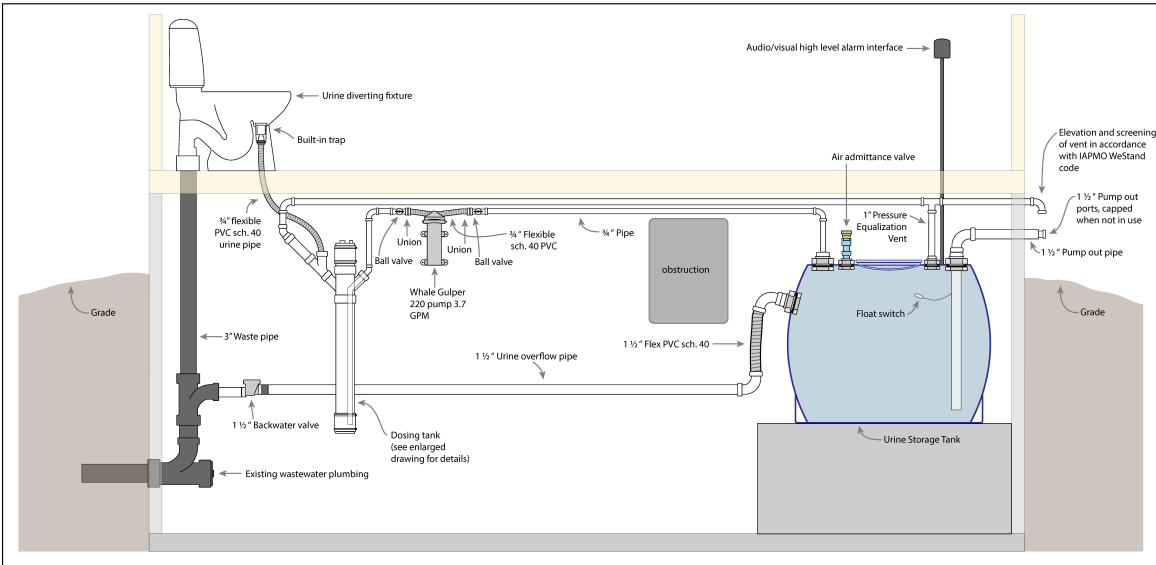 Audio/visual high level alarm interface
Urine diverting fixture
Built-in trap
Elevation and screening
of vent in accordance
with IAPMO WeStand
code
Air admittance valve
1 ½ “ Pump out
ports, capped
when not in use
¾“ flexible
PVC sch. 40
urine pipe
Union
Ball valve
¾“ Flexible
sch. 40 PVC
Union
Ball valve
¾“ Pipe
1“ Pressure
Equalization
Vent
1 ½ “ Pump out pipe
obstruction
Whale Gulper
220 pump 3.7
GPM
Float switch
Grade
Grade
3“ Waste pipe
1 ½ “ Flex PVC sch. 40
1 ½ “ Urine overflow pipe
1 ½ “ Backwater valve
Dosing tank
(see enlarged
drawing for details)
Urine Storage Tank
Existing wastewater plumbing